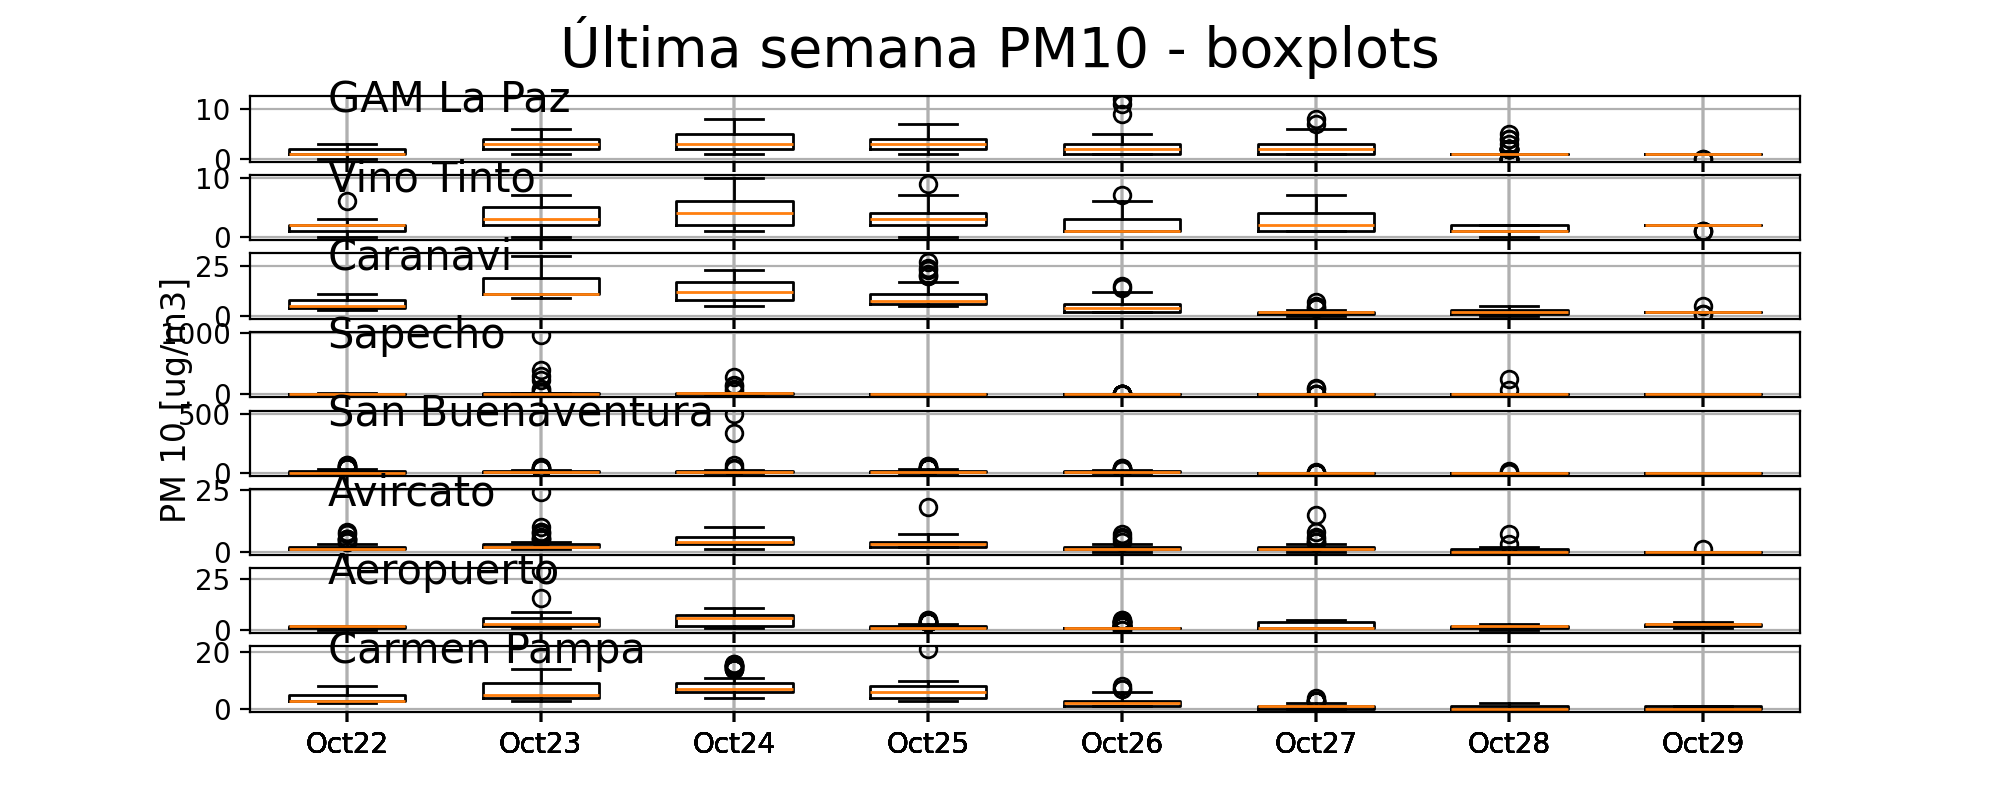 Última semana PM10 - boxplots
GAM La Paz
10
0
Vino Tinto
10
0
Caranavi
25
0
Sapecho
1000
0
San Buenaventura
500
0
Avircato
25
0
Aeropuerto
25
0
Carmen Pampa
20
0
PM 10 [ug/m3]
Oct22 Oct23 Oct24 Oct25 Oct26 Oct27 Oct28 Oct29